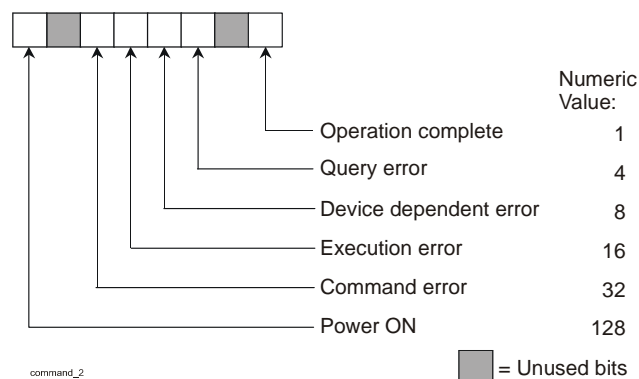 Numeric
Value:
Operation complete 1
Query error 4
Device dependent error 8
Execution error 16
Command error 32
Power ON 128
command_2
= Unused bits